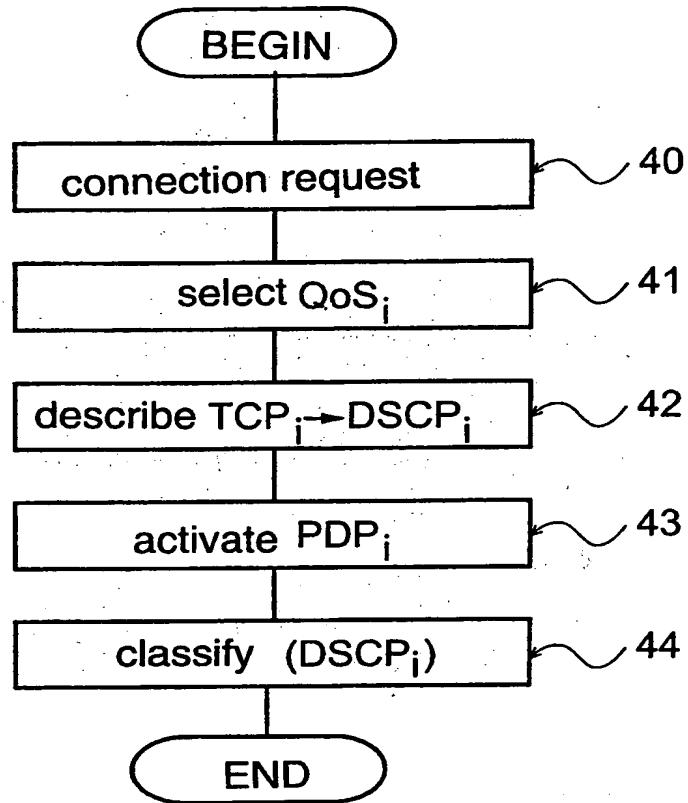 BEGIN
connection request 40
select QoSi 41
describe TCPi→DSCPi 42
activate PDPi 43
classify (DSCPi) 44
END